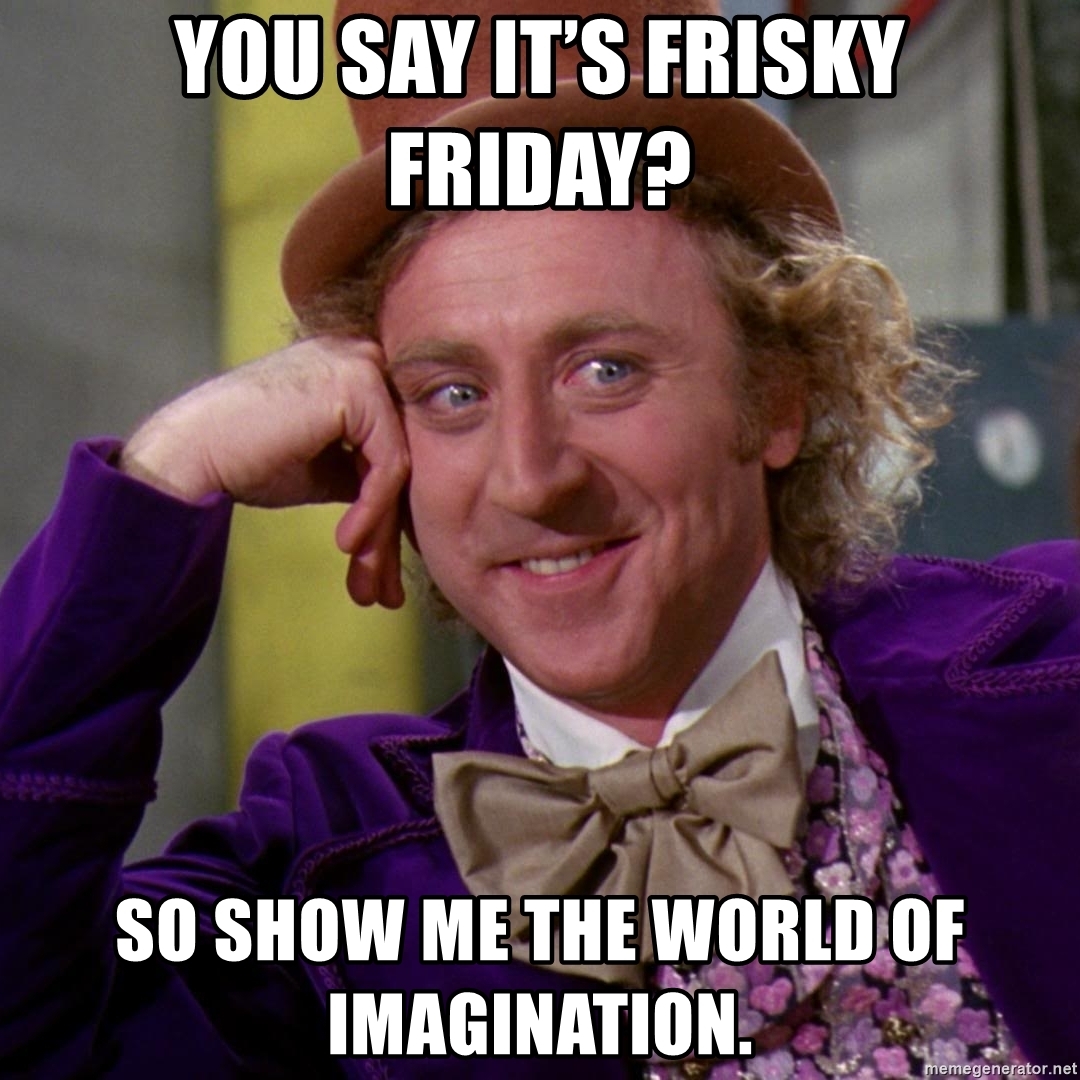 YOU SAY IT’S FRISKY
FRIDAY?
SO SHOW ME THE WORLD OF
IMAGINATION.
memegenerator.net